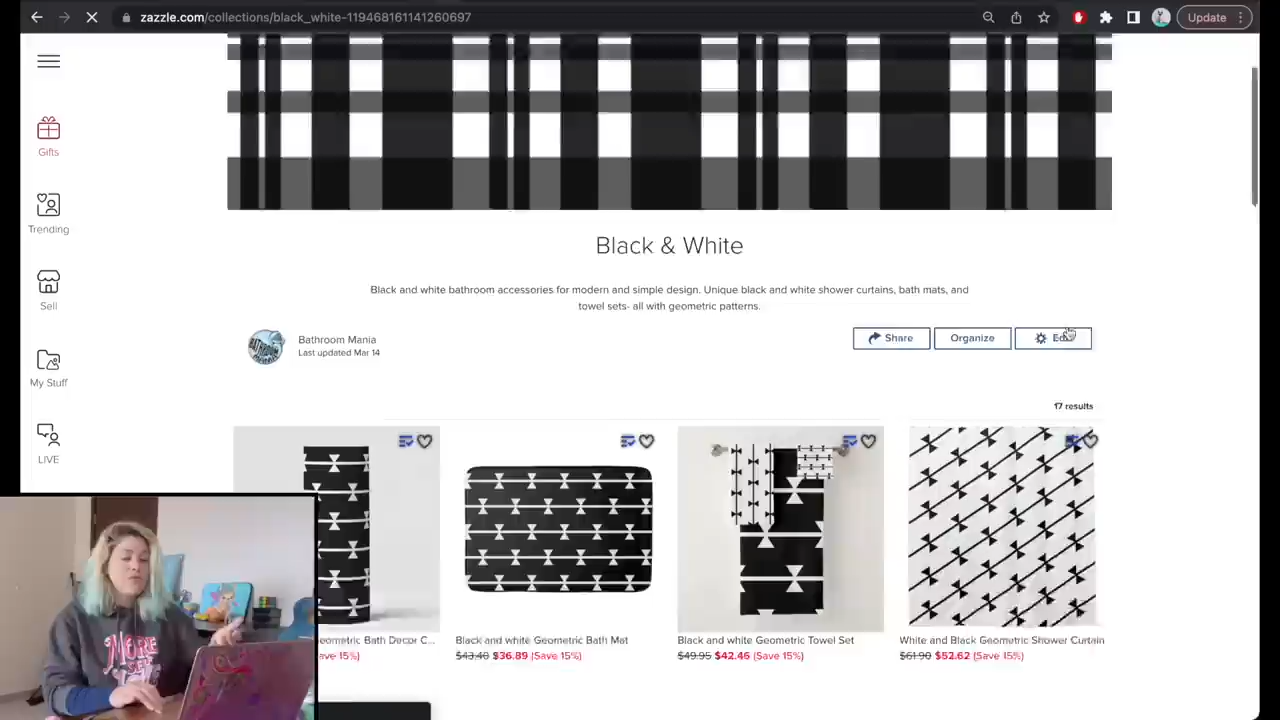 zazzle.com/collections/black_white-119468161141260697
Update
Gifts
Trending
Sell
My Stuff
LIVE
Black & White
Black and white bathroom accessories for modern and simple design. Unique black and white shower curtains, bath mats, and
towel sets- all with geometric patterns.
Bathroom Mania
Last updated Mar 14
Share
Organize
17 results
eometric Bath Decor C...
ave 15%)
Black and white Geometric Bath Mat
$43.40 $36.89 (Save 15%)
Black and white Geometric Towel Set
$49.95 $42.46 (Save 15%)
White and Black Geometric Shower Curtain
$61.90 $52.62 (Save 15%)
MORE